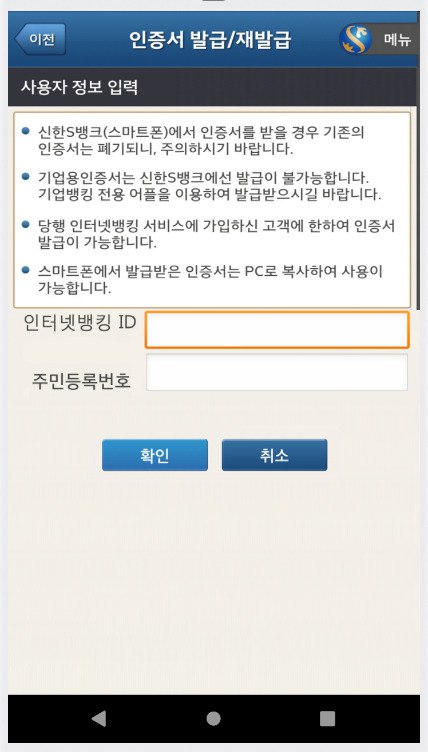 이전
인증서 발급/재발급
메뉴
사용자 정보 입력
신한S뱅크(스마트폰)에서 인증서를 받을 경우 기존의
인증서는 폐기되니, 주의하시기 바랍니다.
기업용인증서는 신한S뱅크에선 발급이 불가능합니다.
기업뱅킹 전용 어플을 이용하여 발급받으시길 바랍니다.
당행 인터넷뱅킹 서비스에 가입하신 고객에 한하여 인증서
발급이 가능합니다.
스마트폰에서 발급받은 인증서는 PC로 복사하여 사용이
가능합니다.
인터넷뱅킹 ID
주민등록번호
확인
취소